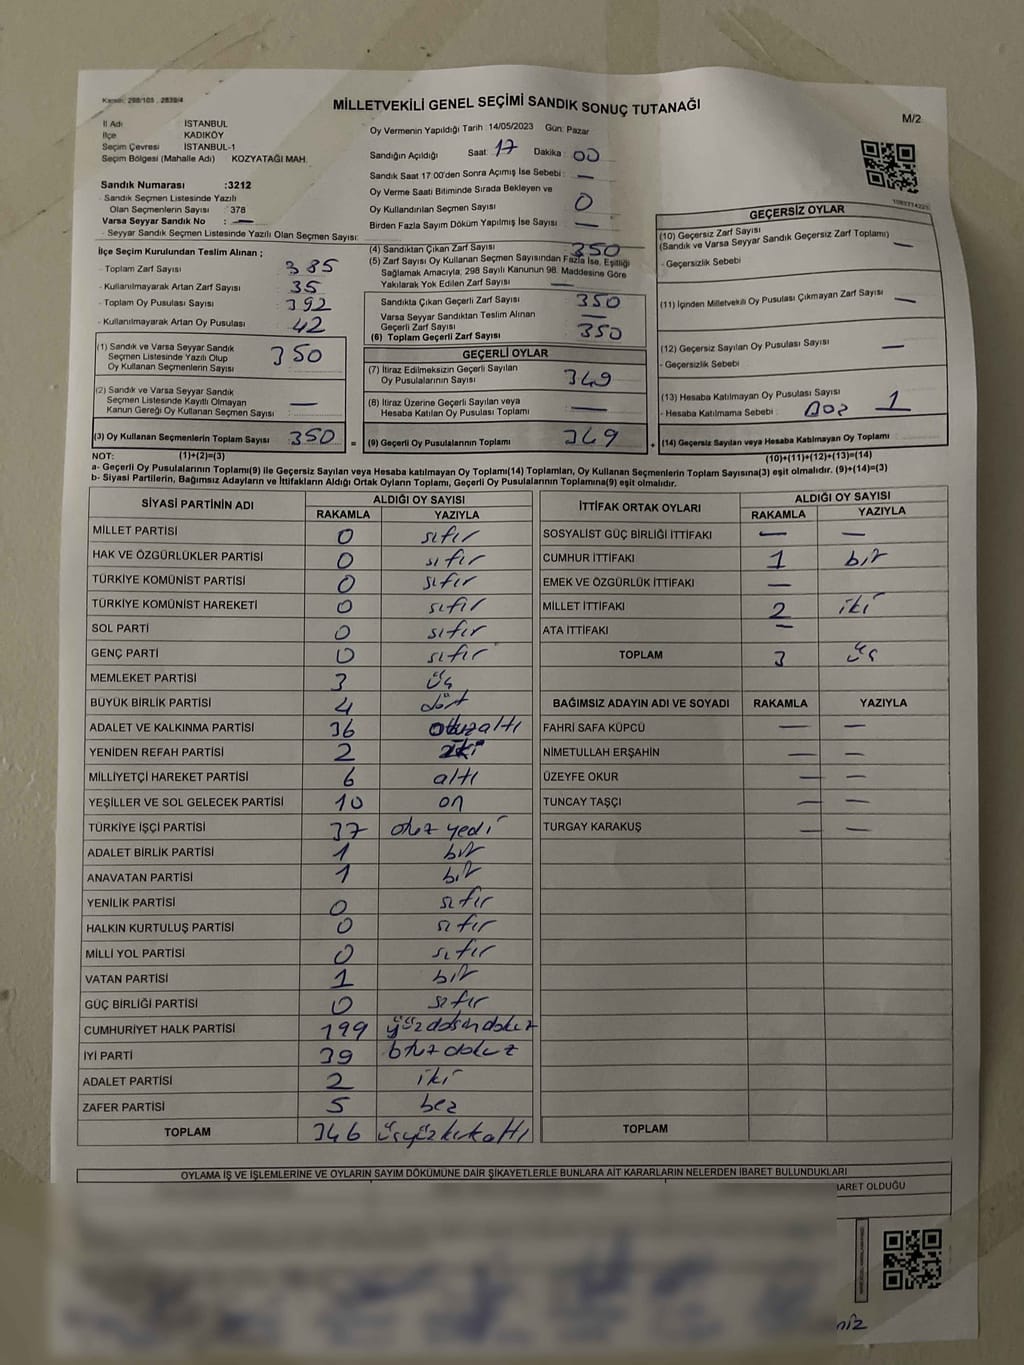 Kanun: 298/105 , 2839/4
MİLLETVEKİLİ GENEL SEÇİMİ SANDIK SONUÇ TUTANAĞI
M/2
İl Adı İSTANBUL
İlçe KADIKÖY
Seçim Çevresi İSTANBUL-1
Seçim Bölgesi (Mahalle Adı) KOZYATAĞI MAH.
Oy Vermenin Yapıldığı Tarih :14/05/2023 Gün: Pazar
Sandığın Açıldığı Saat: 17 Dakika: 00
Sandık Saat 17:00'den Sonra Açımış İse Sebebi : —
Oy Verme Saati Bitiminde Sırada Bekleyen ve
Oy Kullandırılan Seçmen Sayısı : 0
Birden Fazla Sayım Döküm Yapılmış İse Sayısı : —
Sandık Numarası :3212
- Sandık Seçmen Listesinde Yazılı
Olan Seçmenlerin Sayısı : 378
Varsa Seyyar Sandık No : —
- Seyyar Sandık Seçmen Listesinde Yazılı Olan Seçmen Sayısı:
İlçe Seçim Kurulundan Teslim Alınan ;
- Toplam Zarf Sayısı : 385
- Kullanılmayarak Artan Zarf Sayısı : 35
- Toplam Oy Pusulası Sayısı : 392
- Kullanılmayarak Artan Oy Pusulası : 42
(1) Sandık ve Varsa Seyyar Sandık
Seçmen Listesinde Yazılı Olup
Oy Kullanan Seçmenlerin Sayısı : 350
(2) Sandık ve Varsa Seyyar Sandık
Seçmen Listesinde Kayıtlı Olmayan
Kanun Gereği Oy Kullanan Seçmen Sayısı : —
(3) Oy Kullanan Seçmenlerin Toplam Sayısı : 350
(4) Sandıktan Çıkan Zarf Sayısı : 350
(5) Zarf Sayısı Oy Kullanan Seçmen Sayısından Fazla İse, Eşitliği
Sağlamak Amacıyla, 298 Sayılı Kanunun 98. Maddesine Göre
Yakılarak Yok Edilen Zarf Sayısı : —
Sandıkta Çıkan Geçerli Zarf Sayısı : 350
Varsa Seyyar Sandıktan Teslim Alınan
Geçerli Zarf Sayısı : —
(6) Toplam Geçerli Zarf Sayısı : 350
GEÇERLİ OYLAR
(7) İtiraz Edilmeksizin Geçerli Sayılan
Oy Pusulalarının Sayısı : 349
(8) İtiraz Üzerine Geçerli Sayılan veya
Hesaba Katılan Oy Pusulası Toplamı : —
= (9) Geçerli Oy Pusulalarının Toplamı : 349 +
GEÇERSİZ OYLAR
(10) Geçersiz Zarf Sayısı
(Sandık ve Varsa Seyyar Sandık Geçersiz Zarf Toplamı) : —
- Geçersizlik Sebebi :
(11) İçinden Milletvekili Oy Pusulası Çıkmayan Zarf Sayısı : —
(12) Geçersiz Sayılan Oy Pusulası Sayısı : —
- Geçersizlik Sebebi :
(13) Hesaba Katılmayan Oy Pusulası Sayısı : 1
- Hesaba Katılmama Sebebi :
(14) Geçersiz Sayılan veya Hesaba Katılmayan Oy Toplamı :
NOT: (1)+(2)=(3) (10)+(11)+(12)+(13)=(14)
a- Geçerli Oy Pusulalarının Toplamı(9) ile Geçersiz Sayılan veya Hesaba katılmayan Oy Toplamı(14) Toplamları, Oy Kullanan Seçmenlerin Toplam Sayısına(3) eşit olmalıdır. (9)+(14)=(3)
b- Siyasi Partilerin, Bağımsız Adayların ve İttifakların Aldığı Ortak Oyların Toplamı, Geçerli Oy Pusulalarının Toplamına(9) eşit olmalıdır.
SİYASİ PARTİNİN ADI ALDIĞI OY SAYISI
RAKAMLA YAZIYLA
MİLLET PARTİSİ 0 sıfır
HAK VE ÖZGÜRLÜKLER PARTİSİ 0 sıfır
TÜRKİYE KOMÜNİST PARTİSİ 0 sıfır
TÜRKİYE KOMÜNİST HAREKETİ 0 sıfır
SOL PARTİ 0 sıfır
GENÇ PARTİ 0 sıfır
MEMLEKET PARTİSİ 3 üç
BÜYÜK BİRLİK PARTİSİ 4 dört
ADALET VE KALKINMA PARTİSİ 36 otuzaltı
YENİDEN REFAH PARTİSİ 2 iki
MİLLİYETÇİ HAREKET PARTİSİ 6 altı
YEŞİLLER VE SOL GELECEK PARTİSİ 10 on
TÜRKİYE İŞÇİ PARTİSİ 37 otuz yedi
ADALET BİRLİK PARTİSİ 1 bir
ANAVATAN PARTİSİ 1 bir
YENİLİK PARTİSİ 0 sıfır
HALKIN KURTULUŞ PARTİSİ 0 sıfır
MİLLİ YOL PARTİSİ 0 sıfır
VATAN PARTİSİ 1 bir
GÜÇ BİRLİĞİ PARTİSİ 0 sıfır
CUMHURİYET HALK PARTİSİ 199 yüzdoksandokuz
İYİ PARTİ 39 otuzdokuz
ADALET PARTİSİ 2 iki
ZAFER PARTİSİ 5 beş
TOPLAM 346 üçyüzkırkaltı
İTTİFAK ORTAK OYLARI ALDIĞI OY SAYISI
RAKAMLA YAZIYLA
SOSYALİST GÜÇ BİRLİĞİ İTTİFAKI — —
CUMHUR İTTİFAKI 1 bir
EMEK VE ÖZGÜRLÜK İTTİFAKI —
MİLLET İTTİFAKI 2 iki
ATA İTTİFAKI —
TOPLAM 3 üç
BAĞIMSIZ ADAYIN ADI VE SOYADI RAKAMLA YAZIYLA
FAHRİ SAFA KÜPCÜ — —
NİMETULLAH ERŞAHİN — —
ÜZEYFE OKUR — —
TUNCAY TAŞÇI — —
TURGAY KARAKUŞ — —
TOPLAM
OYLAMA İŞ VE İŞLEMLERİNE VE OYLARIN SAYIM DÖKÜMÜNE DAİR ŞİKAYETLERLE BUNLARA AİT KARARLARIN NELERDEN İBARET BULUNDUKLARI
BARET OLDUĞU